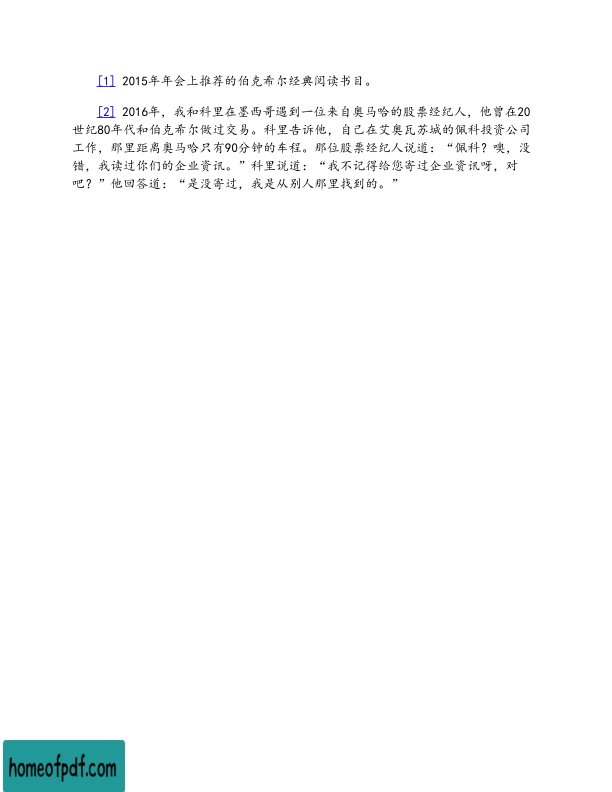 [1] 2015年年会上推荐的伯克希尔经典阅读书目。
[2] 2016年，我和科里在墨西哥遇到一位来自奥马哈的股票经纪人，他曾在20
世纪80年代和伯克希尔做过交易。科里告诉他，自己在艾奥瓦苏城的佩科投资公司
工作，那里距离奥马哈只有90分钟的车程。那位股票经纪人说道：“佩科？噢，没
错，我读过你们的企业资讯。”科里说道：“我不记得给您寄过企业资讯呀，对
吧？”他回答道：“是没寄过，我是从别人那里找到的。”
homeofpdf.com